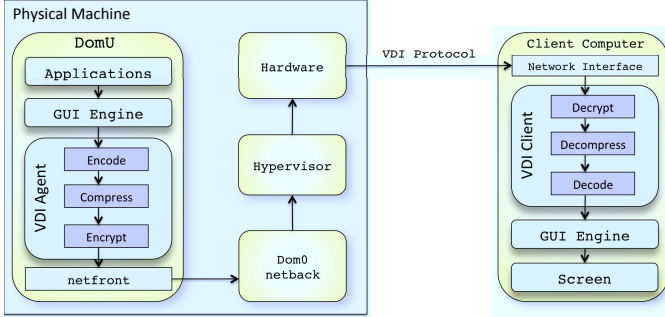 Physical Machine
DomU
Applications
GUI Engine
VDI Agent
Encode
Compress
Encrypt
netfront
Hardware
Hypervisor
Dom0
netback
VDI Protocol
Client Computer
Network Interface
VDI Client
Decrypt
Decompress
Decode
GUI Engine
Screen